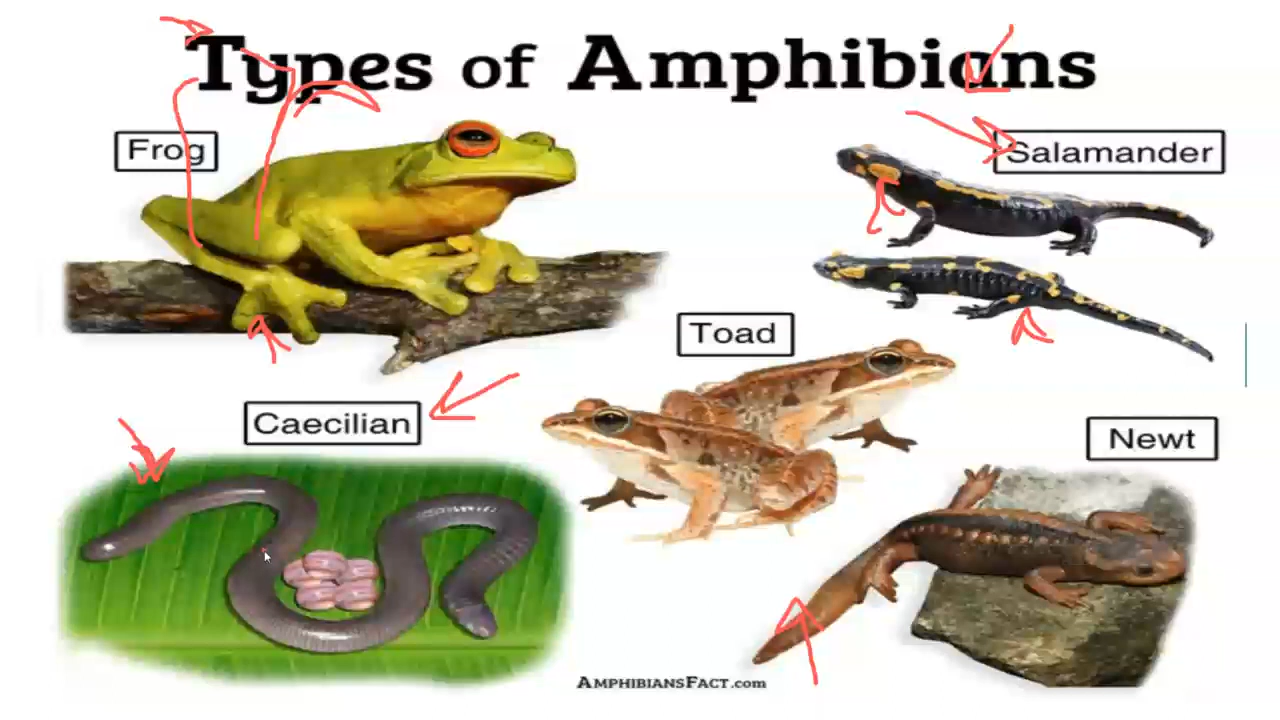 Types of Amphibians
Frog
Salamander
Toad
Caecilian
Newt
AMPHIBIANSFACT.com